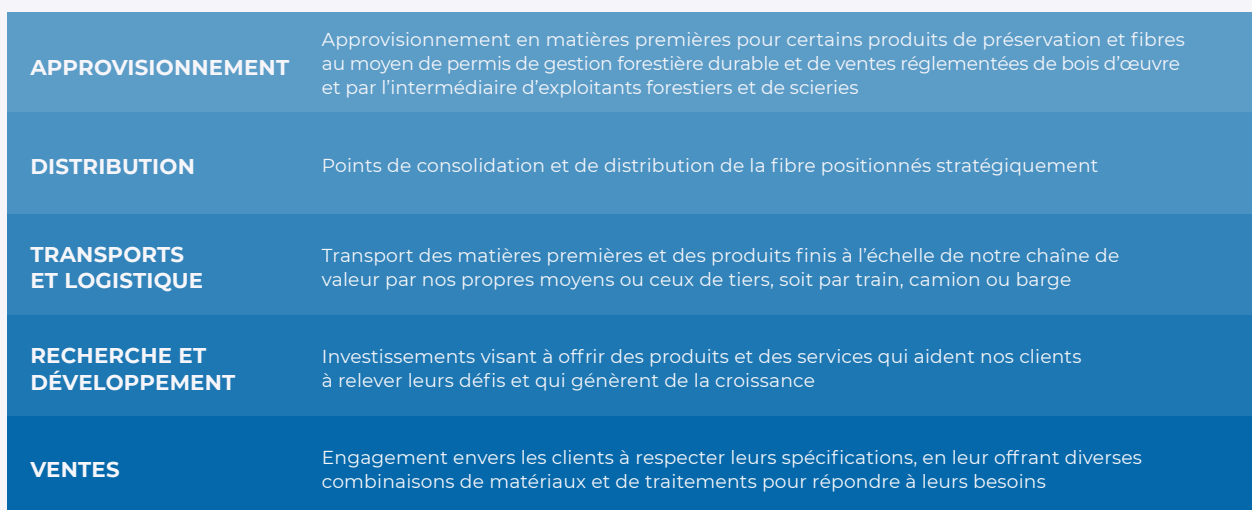 APPROVISIONNEMENT
Approvisionnement en matières premières pour certains produits de préservation et fibres
au moyen de permis de gestion forestière durable et de ventes réglementées de bois d’œuvre
et par l’intermédiaire d’exploitants forestiers et de scieries
DISTRIBUTION
Points de consolidation et de distribution de la fibre positionnés stratégiquement
TRANSPORTS
ET LOGISTIQUE
Transport des matières premières et des produits finis à l’échelle de notre chaîne de
valeur par nos propres moyens ou ceux de tiers, soit par train, camion ou barge
RECHERCHE ET
DÉVELOPPEMENT
Investissements visant à offrir des produits et des services qui aident nos clients
à relever leurs défis et qui génèrent de la croissance
VENTES
Engagement envers les clients à respecter leurs spécifications, en leur offrant diverses
combinaisons de matériaux et de traitements pour répondre à leurs besoins